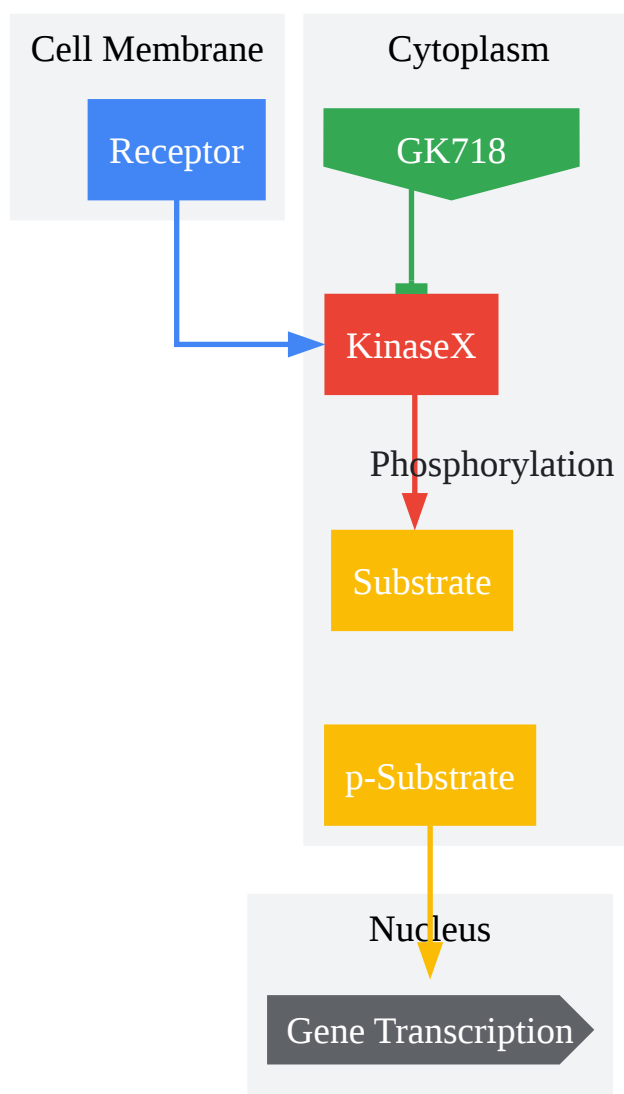 Cell Membrane
Receptor
Cytoplasm
GK718
KinaseX
Phosphorylation
Substrate
p-Substrate
Nucleus
Gene Transcription